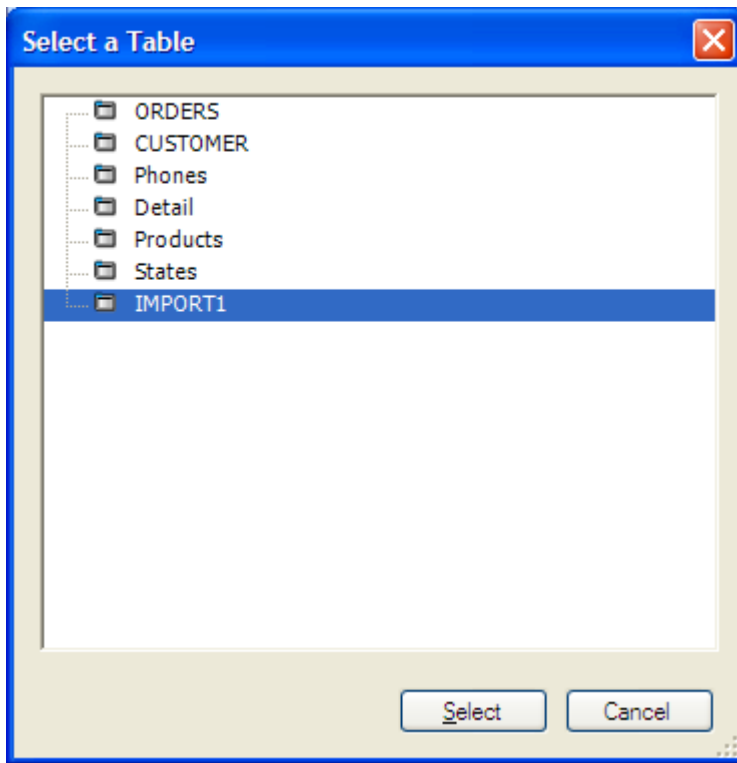 Select a Table
ORDERS
CUSTOMER
Phones
Detail
Products
States
IMPORT1
Select
Cancel